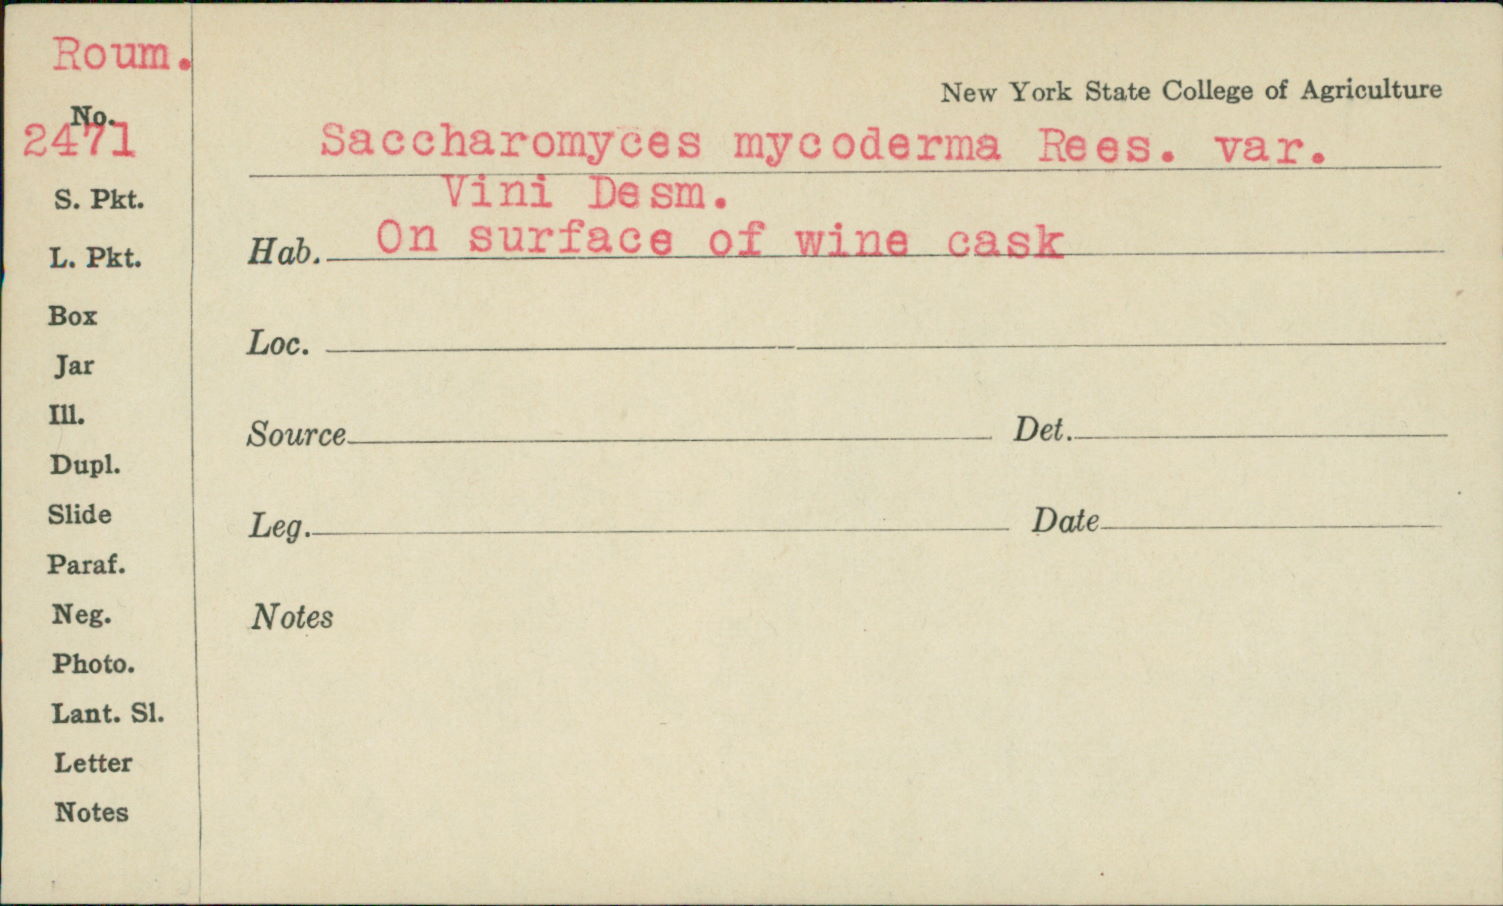 Roum.
No.
2471
S. Pkt.
L. Pkt.
Box
Jar
Ill.
Dupl.
Slide
Paraf.
Neg.
Photo.
Lant. Sl.
Letter
Notes
New York State College of Agriculture
Saccharomyces mycoderma Rees. var.
Vini Desm.
Hab. On surface of wine cask
Loc.
Source Det.
Leg. Date
Notes